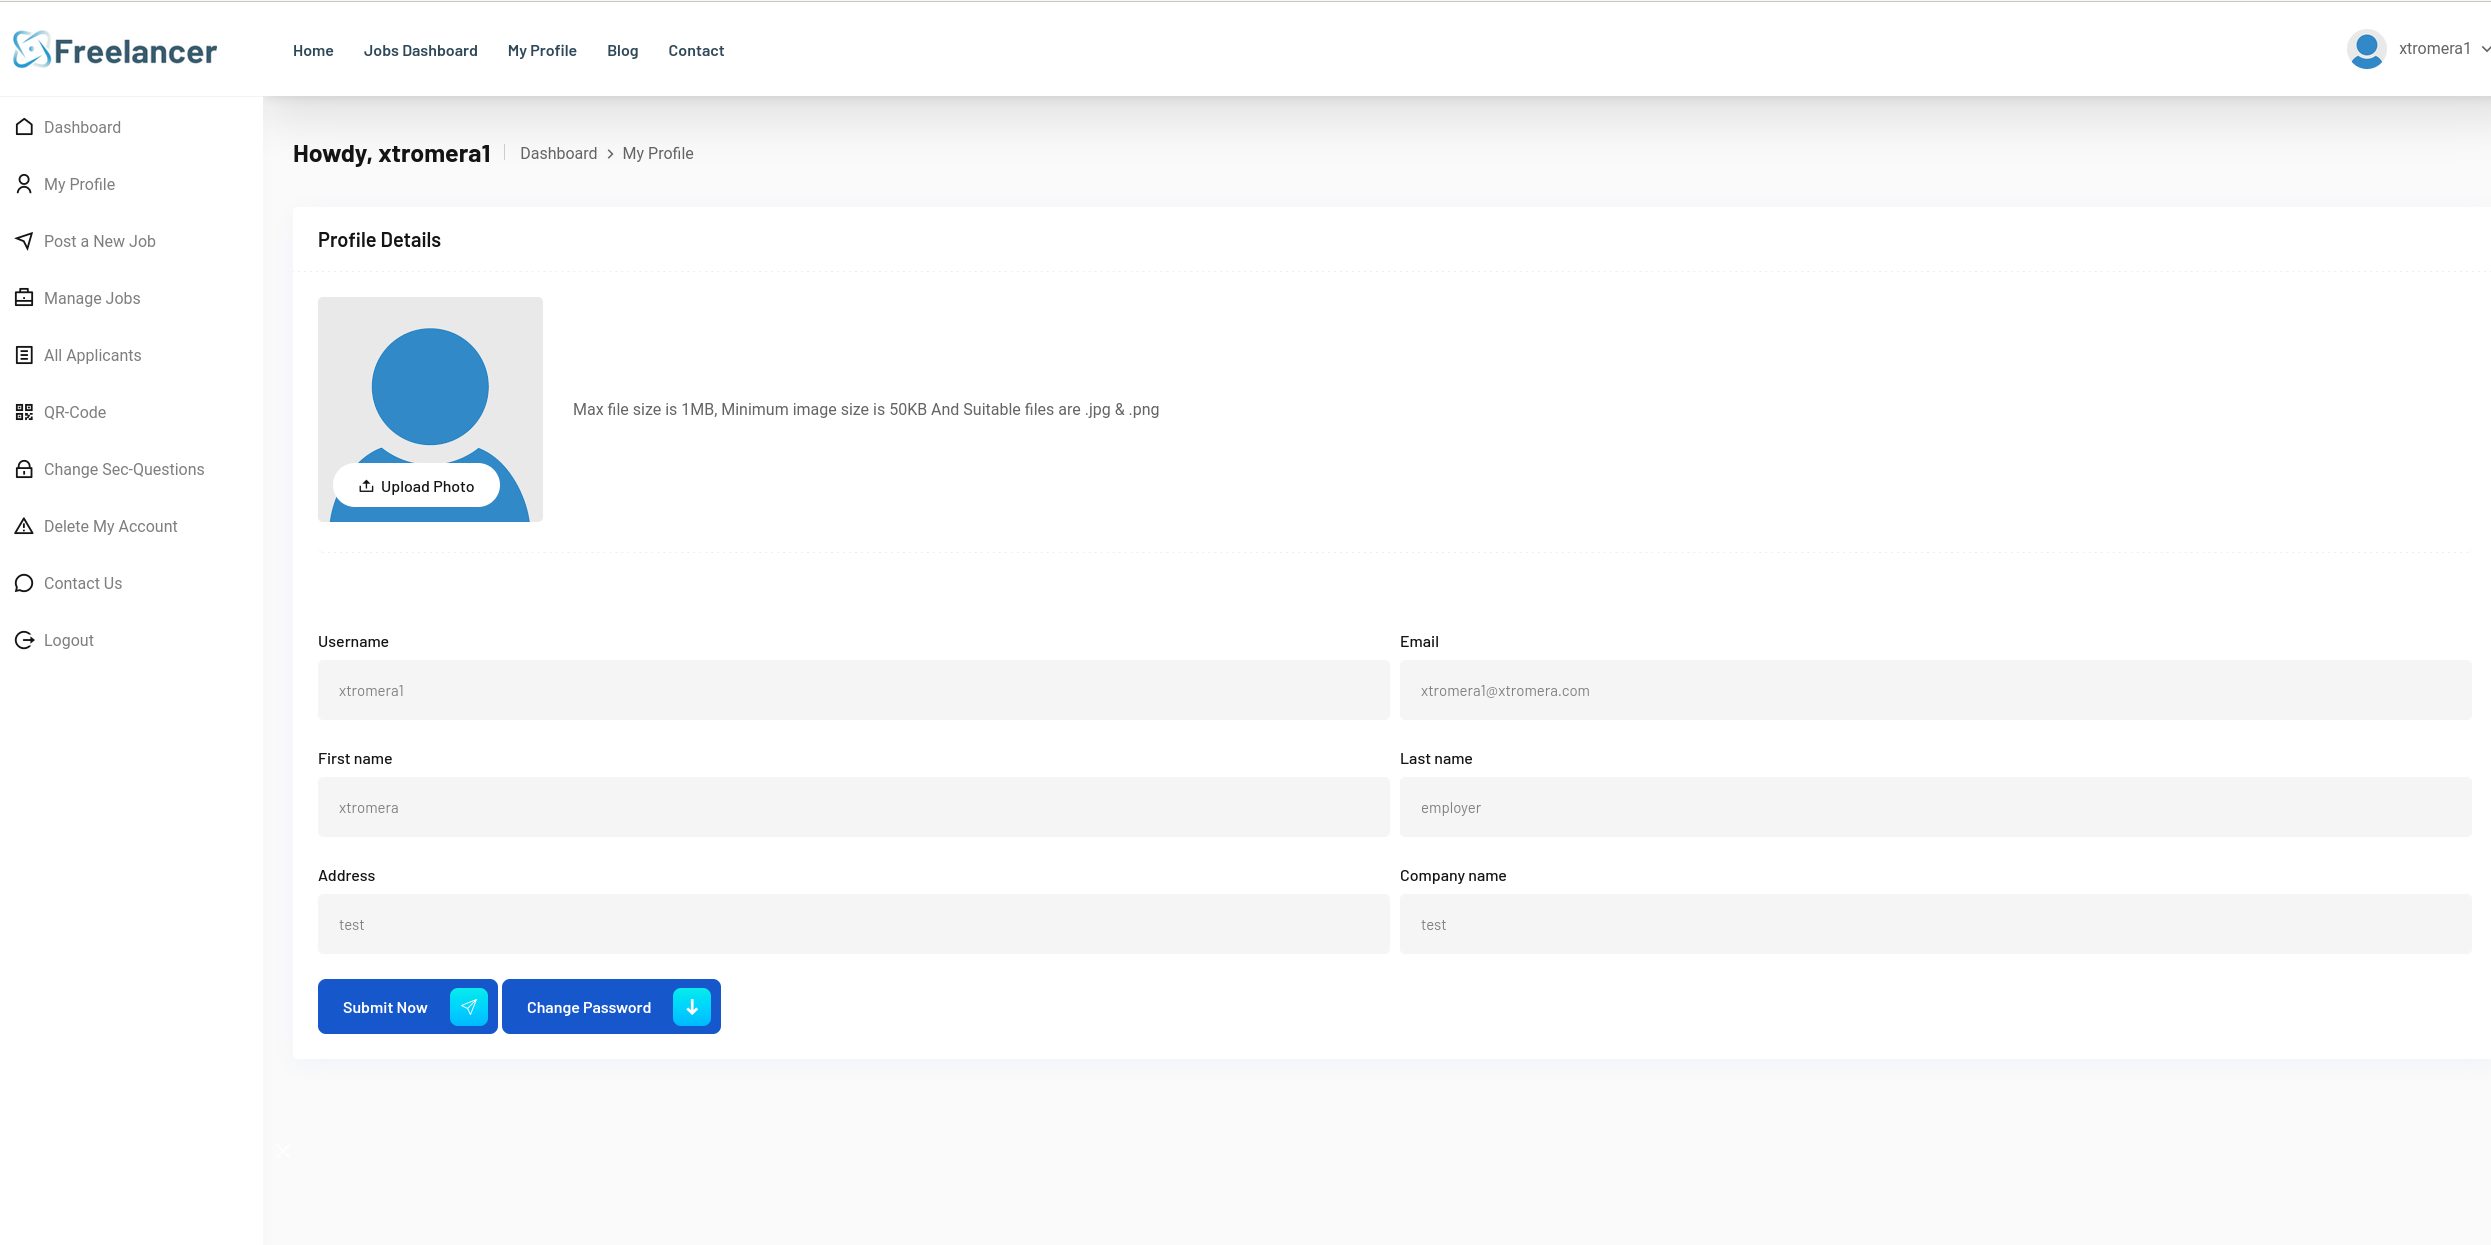 Freelancer
Home Jobs Dashboard My Profile Blog Contact
xtromera1
Dashboard
My Profile
Post a New Job
Manage Jobs
All Applicants
QR-Code
Change Sec-Questions
Delete My Account
Contact Us
Logout
Howdy, xtromera1 Dashboard > My Profile
Profile Details
Max file size is 1MB, Minimum image size is 50KB And Suitable files are .jpg & .png
Upload Photo
Username
xtromera1
Email
xtromera1@xtromera.com
First name
xtromera
Last name
employer
Address
test
Company name
test
Submit Now
Change Password